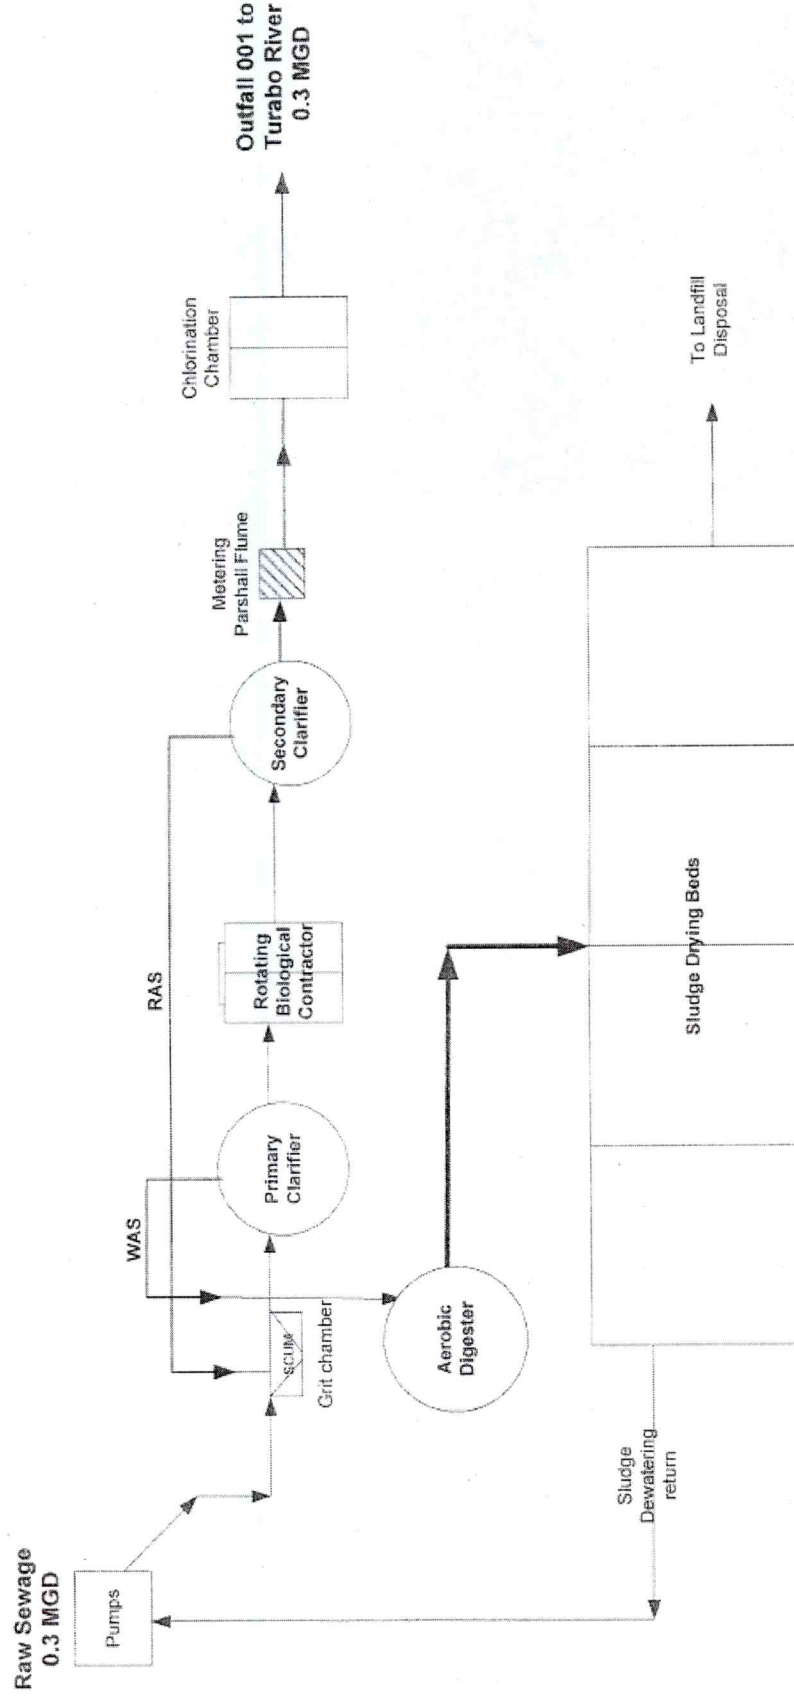 Raw Sewage
0.3 MGD
Pumps
SCUM
Grit chamber
WAS
RAS
Primary
Clarifier
Rotating
Biological
Contractor
Secondary
Clarifier
Metering
Parshall Flume
Chlorination
Chamber
Outfall 001 to
Turabo River
0.3 MGD
Aerobic
Digester
Sludge
Dewatering
return
Sludge Drying Beds
To Landfill
Disposal